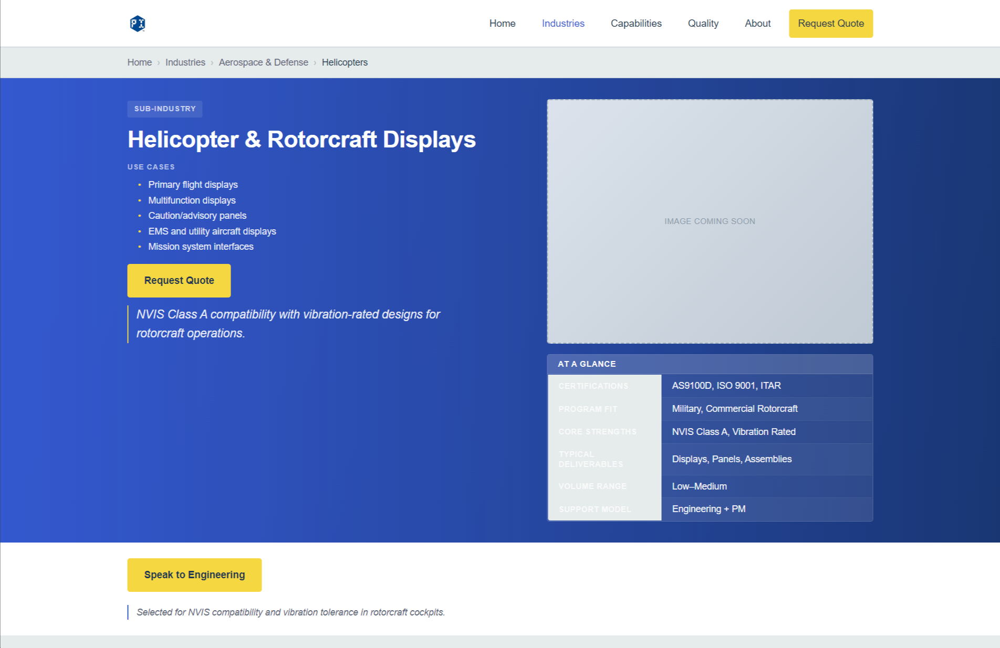 PI
Home Industries Capabilities Quality About Request Quote
Home › Industries › Aerospace & Defense › Helicopters
SUB-INDUSTRY
Helicopter & Rotorcraft Displays
USE CASES
• Primary flight displays
• Multifunction displays
• Caution/advisory panels
• EMS and utility aircraft displays
• Mission system interfaces
Request Quote
NVIS Class A compatibility with vibration-rated designs for
rotorcraft operations.
IMAGE COMING SOON
AT A GLANCE
CERTIFICATIONS AS9100D, ISO 9001, ITAR
PROGRAM FIT Military, Commercial Rotorcraft
CORE STRENGTHS NVIS Class A, Vibration Rated
TYPICAL
DELIVERABLES Displays, Panels, Assemblies
VOLUME RANGE Low–Medium
SUPPORT MODEL Engineering + PM
Speak to Engineering
Selected for NVIS compatibility and vibration tolerance in rotorcraft cockpits.